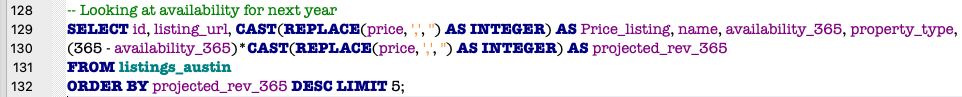 128 -- Looking at availability for next year
129 SELECT id, listing_url, CAST(REPLACE(price, ',', '') AS INTEGER) AS Price_listing, name, availability_365, property_type,
130 (365 - availability_365)*CAST(REPLACE(price, ',', '') AS INTEGER) AS projected_rev_365
131 FROM listings_austin
132 ORDER BY projected_rev_365 DESC LIMIT 5;